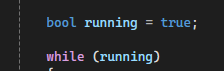 bool running = true;
while (running)
{